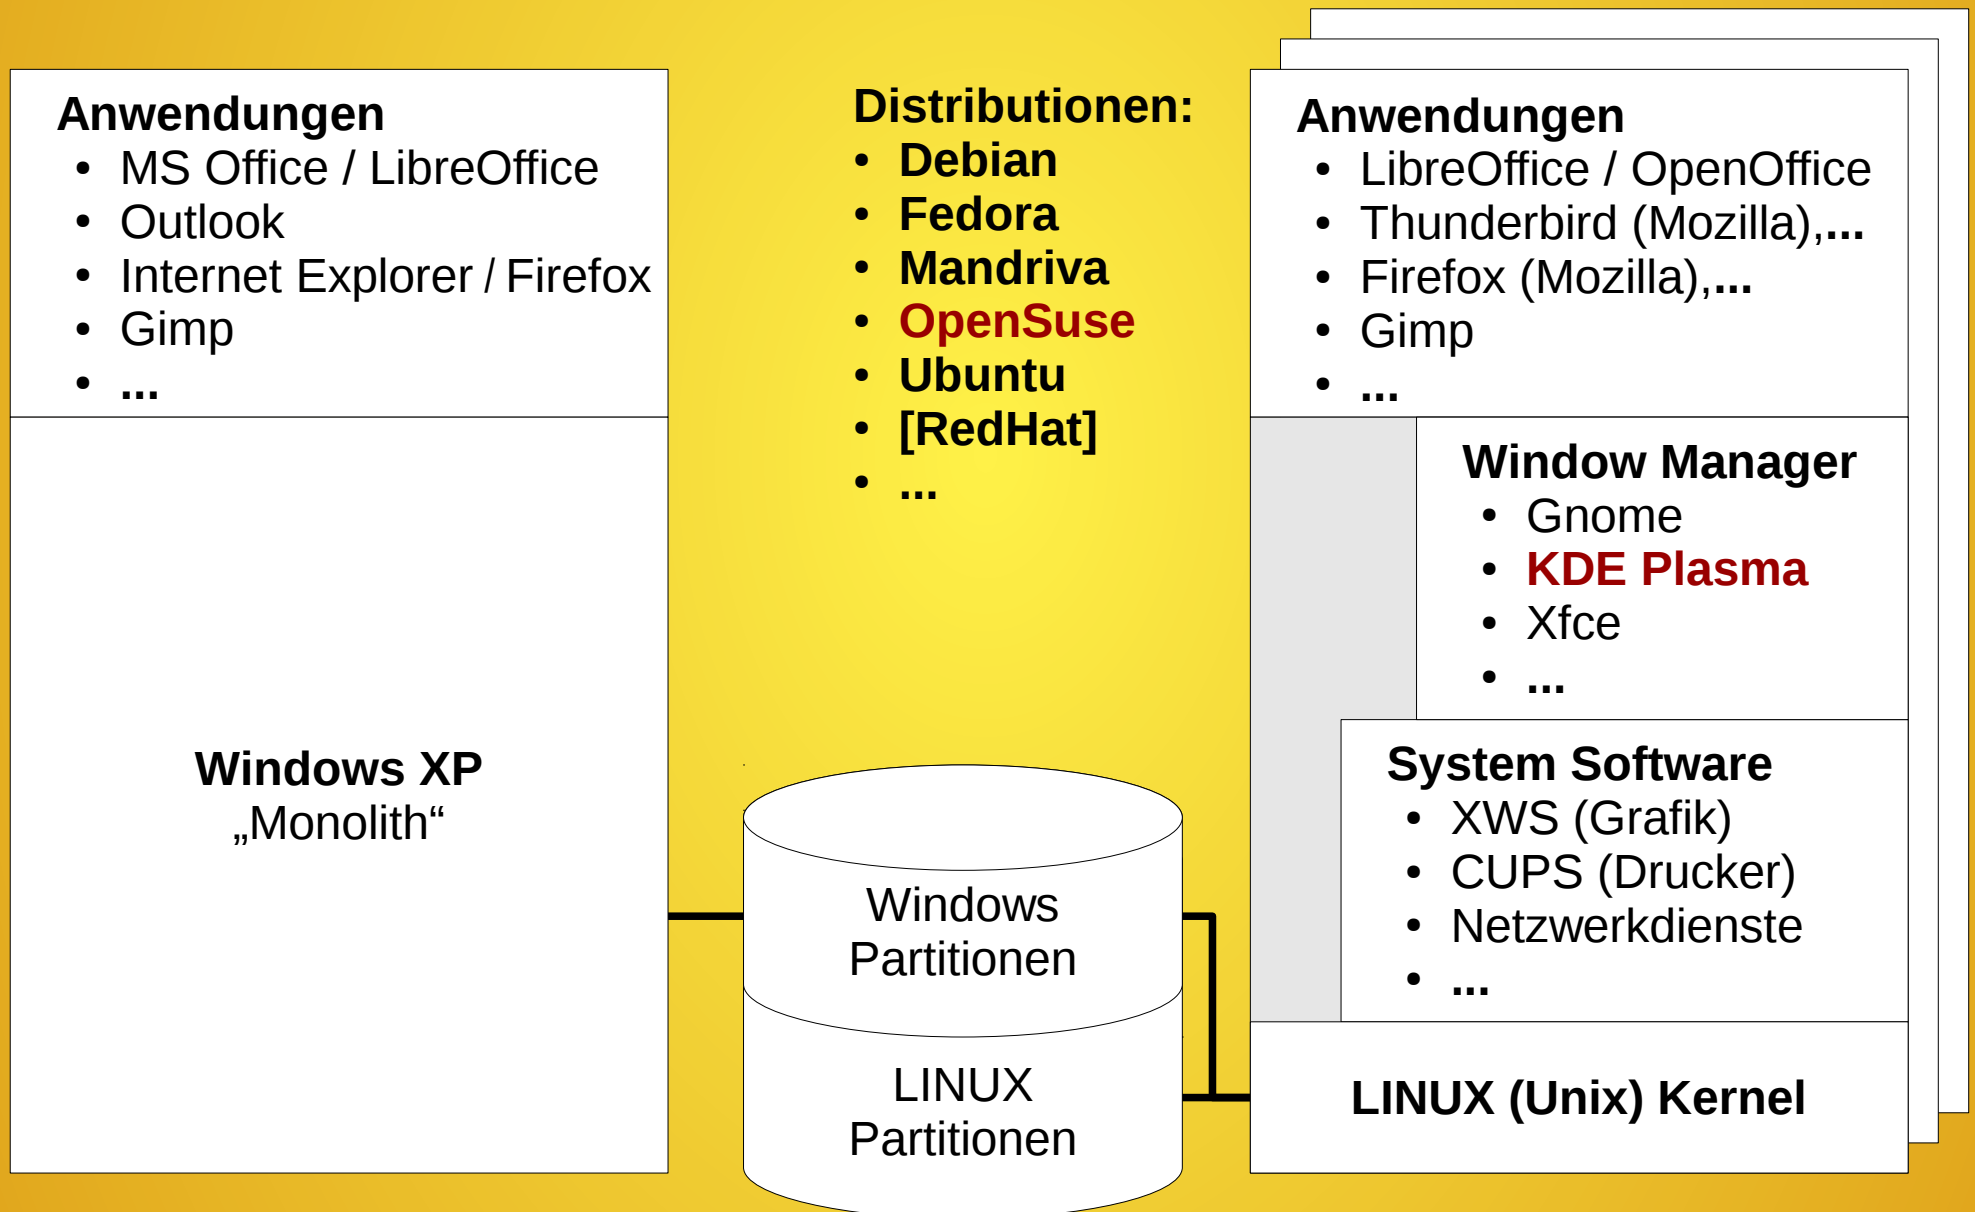 Anwendungen
• MS Office / LibreOffice
• Outlook
• Internet Explorer / Firefox
• Gimp
• ...
Windows XP
„Monolith“
Distributionen:
• Debian
• Fedora
• Mandriva
• OpenSuse
• Ubuntu
• [RedHat]
• ...
Windows
Partitionen
LINUX
Partitionen
Anwendungen
• LibreOffice / OpenOffice
• Thunderbird (Mozilla),...
• Firefox (Mozilla),...
• Gimp
• ...
Window Manager
• Gnome
• KDE Plasma
• Xfce
• ...
System Software
• XWS (Grafik)
• CUPS (Drucker)
• Netzwerkdienste
• ...
LINUX (Unix) Kernel